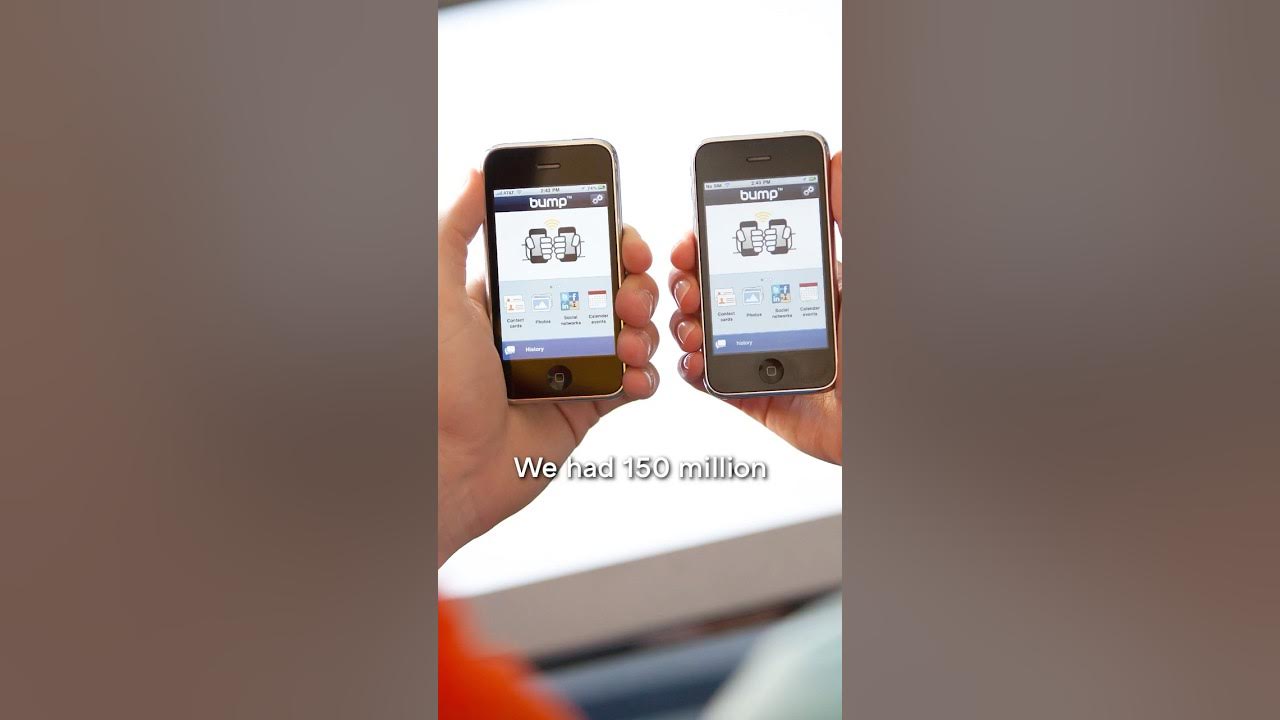 AT&T 2:43 PM 74%
bump™
Contact cards
Photos
Social networks
Calendar events
History
No SIM 2:43 PM
bump™
Contact cards
Photos
Social networks
Calendar events
History
We had 150 million